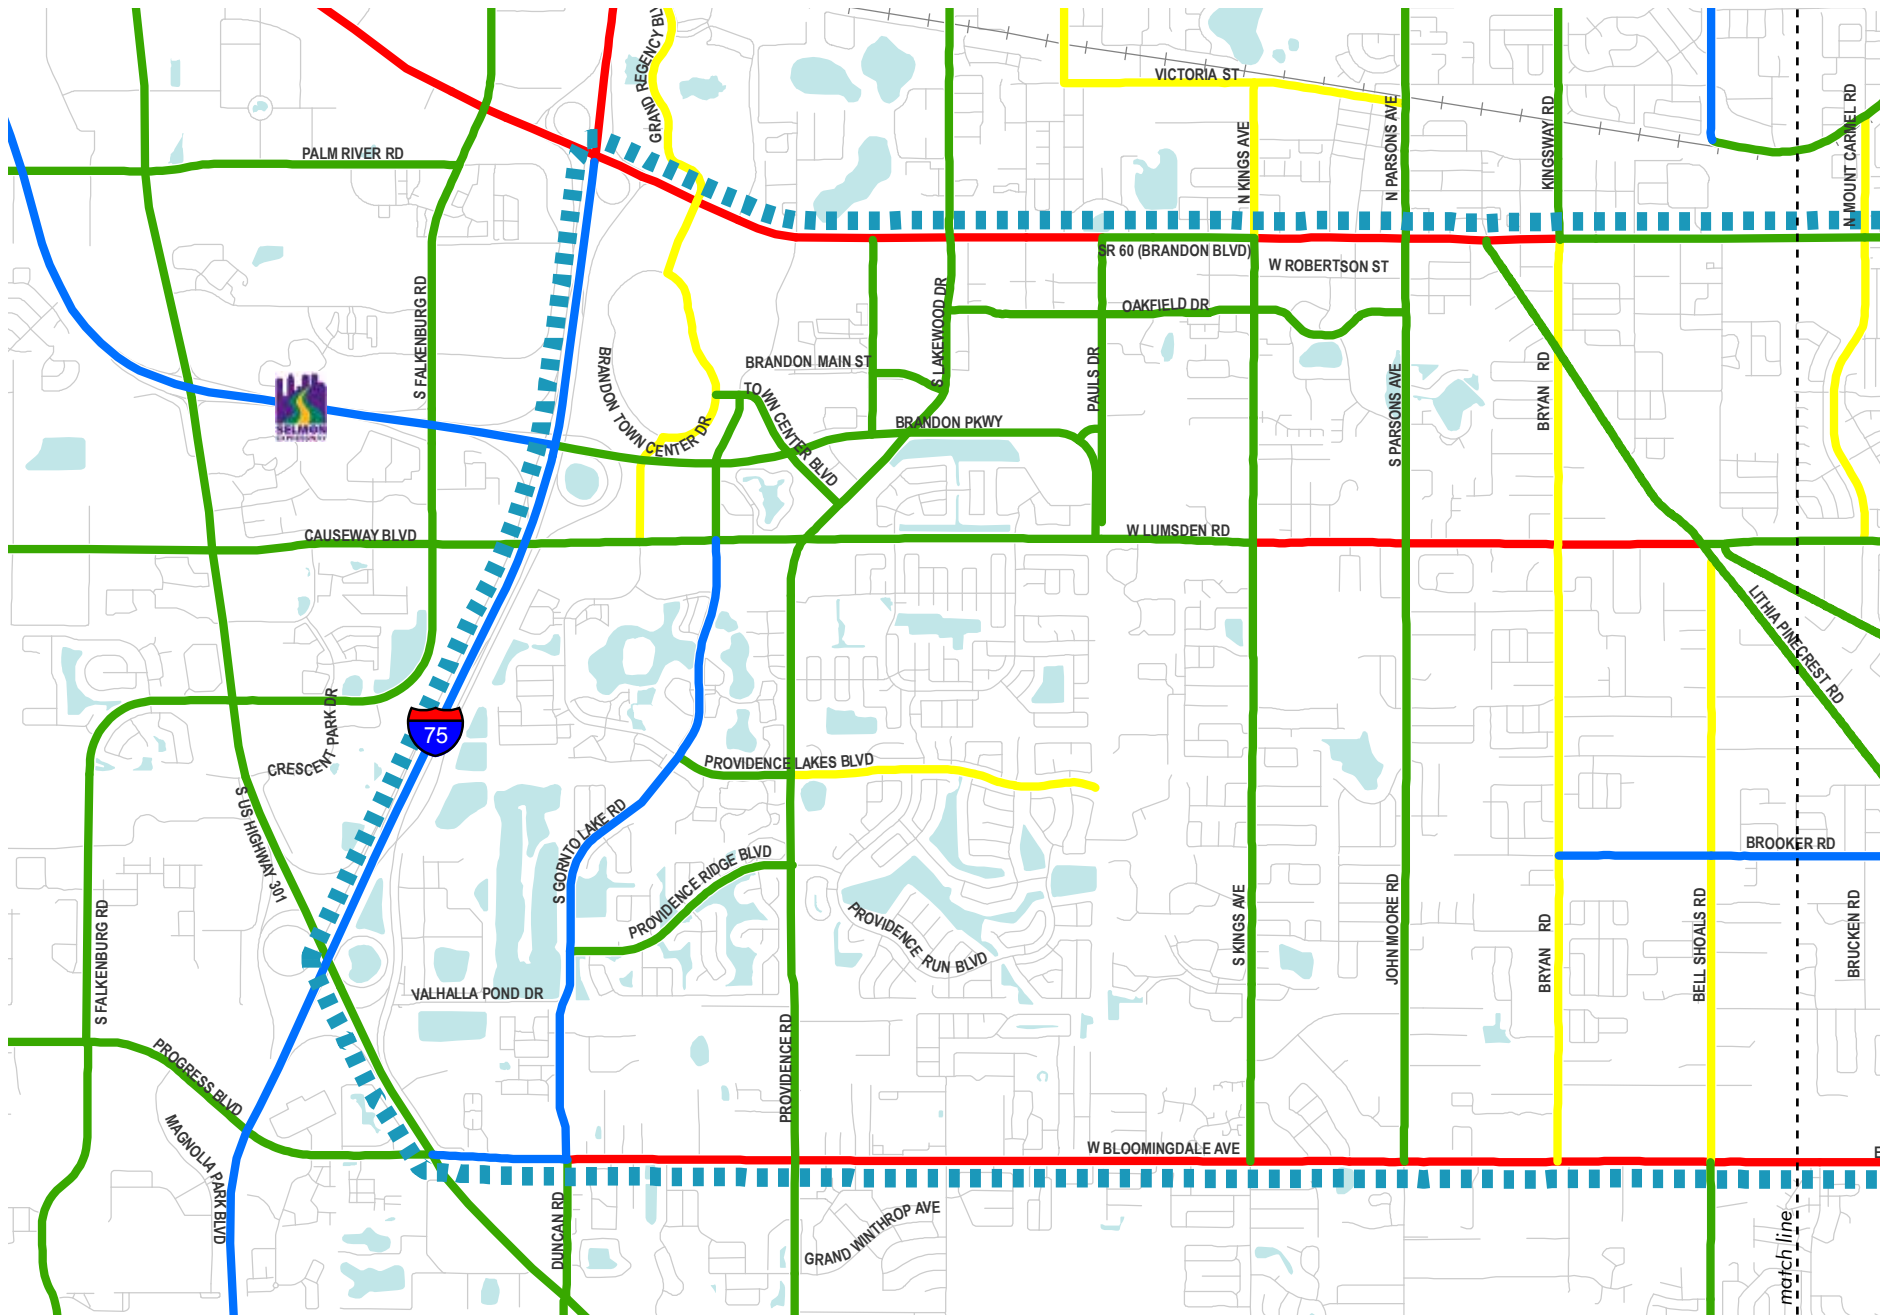 GRAND REGENCY BLV
VICTORIA ST
PALM RIVER RD
N KINGS AVE
N PARSONS AVE
KINGSWAY RD
N MOUNT CARMEL RD
SR 60 (BRANDON BLVD)
W ROBERTSON ST
S FALKENBURG RD
OAKFIELD DR
S LAKEWOOD DR
BRANDON MAIN ST
PAULS DR
S PARSONS AVE
BRYAN RD
BRANDON TOWN CENTER DR
TOWN CENTER BLVD
BRANDON PKWY
SELMON
CAUSEWAY BLVD
W LUMSDEN RD
LITHIA PINECREST RD
CRESCENT PARK DR
75
PROVIDENCE LAKES BLVD
S US HIGHWAY 301
S GORNTO LAKE RD
PROVIDENCE RIDGE BLVD
BROOKER RD
S FALKENBURG RD
PROVIDENCE RUN BLVD
S KINGS AVE
JOHN MOORE RD
BRYAN RD
BELL SHOALS RD
BRUCKEN RD
VALHALLA POND DR
PROGRESS BLVD
PROVIDENCE RD
MAGNOLIA PARK BLVD
W BLOOMINGDALE AVE
DUNCAN RD
GRAND WINTHROP AVE
match line